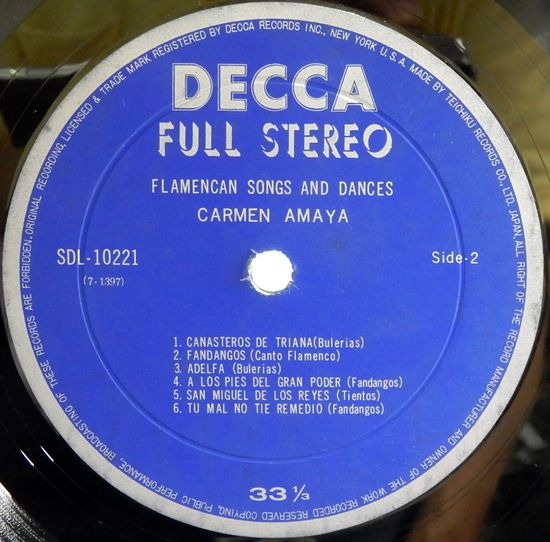 ORIGINAL RECORDING, LICENSED & TRADE MARK REGISTERED BY DECCA RECORDS INC., NEW YORK U.S.A. MADE BY TEICHIKU RECORDS CO., LTD. JAPAN, ALL RIGHT OF THE RECORD MANUFACTURER AND OWNER OF THE WORK RECORDED RESERVED COPYING, PUBLIC PERFORMANCE, BROADCASTING OF THESE RECORDS ARE FORBIDDEN.
DECCA
FULL STEREO
FLAMENCAN SONGS AND DANCES
CARMEN AMAYA
SDL-10221
Side-2
(7-1397)
1. CANASTEROS DE TRIANA(Bulerias)
2. FANDANGOS (Canto Flamenco)
3. ADELFA (Bulerias)
4. A LOS PIES DEL GRAN PODER (Fandangos)
5. SAN MIGUEL DE LOS REYES (Tientos)
6. TU MAL NO TIE REMEDIO (Fandangos)
33 ⅓